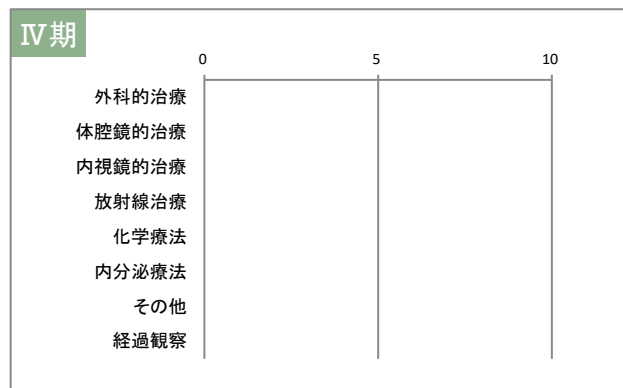 Ⅳ期
0 5 10
外科的治療
体腔鏡的治療
内視鏡的治療
放射線治療
化学療法
内分泌療法
その他
経過観察